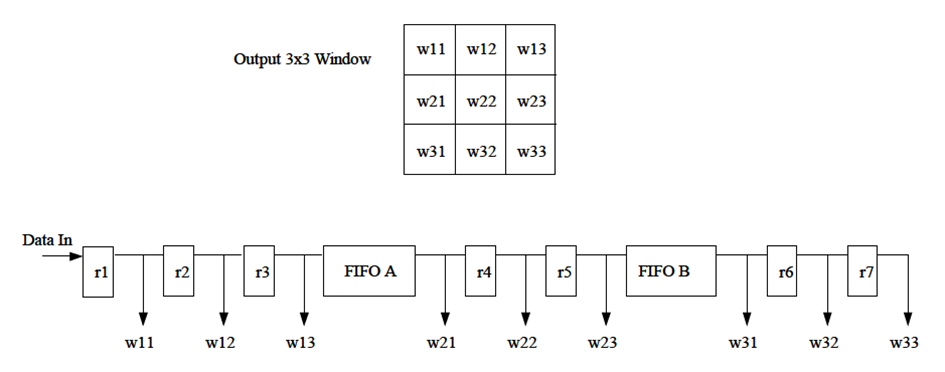 Output 3x3 Window
w11 w12 w13
w21 w22 w23
w31 w32 w33
Data In
r1 r2 r3 FIFO A r4 r5 FIFO B r6 r7
w11 w12 w13 w21 w22 w23 w31 w32 w33